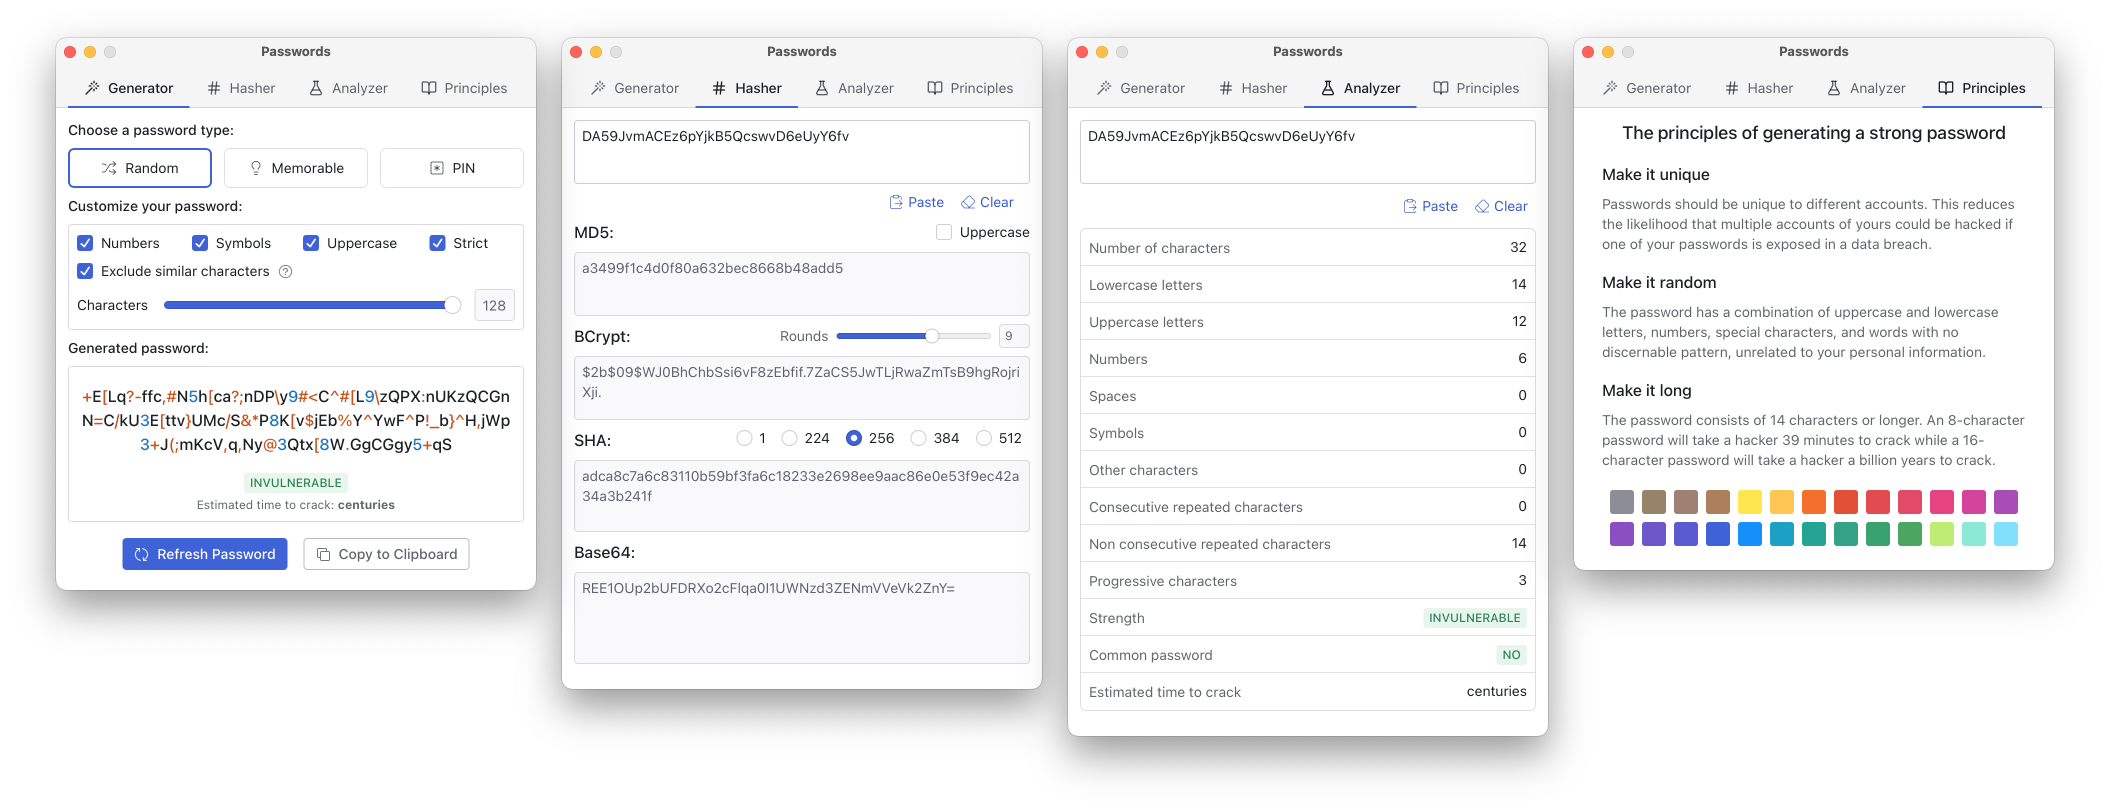 Passwords
Generator
Hasher
Analyzer
Principles
Choose a password type:
Random
Memorable
PIN
Customize your password:
Numbers
Symbols
Uppercase
Strict
Exclude similar characters
Characters
128
Generated password:
+E[Lq?-ffc,#N5h[ca?;nDP\y9#<C^#[L9\zQPX:nUKzQCGn
N=C/kU3E[ttv}UMc/S&*P8K[v$jEb%Y^YwF^P!_b}^H,jWp
3+J(;mKcV,q,Ny@3Qtx[8W.GgCGgy5+qS
INVULNERABLE
Estimated time to crack: centuries
Refresh Password
Copy to Clipboard
Passwords
Generator
Hasher
Analyzer
Principles
DA59JvmACEz6pYjkB5QcswvD6eUyY6fv
Paste
Clear
MD5:
Uppercase
a3499f1c4d0f80a632bec8668b48add5
BCrypt:
Rounds
9
$2b$09$WJ0BhChbSsi6vF8zEbfif.7ZaCS5JwTLjRwaZmTsB9hgRojri
Xji.
SHA:
1
224
256
384
512
adca8c7a6c83110b59bf3fa6c18233e2698ee9aac86e0e53f9ec42a
34a3b241f
Base64:
REE1OUp2bUFDRXo2cFlqa0I1UWNzd3ZENmVVeVk2ZnY=
Passwords
Generator
Hasher
Analyzer
Principles
DA59JvmACEz6pYjkB5QcswvD6eUyY6fv
Paste
Clear
Number of characters 32
Lowercase letters 14
Uppercase letters 12
Numbers 6
Spaces 0
Symbols 0
Other characters 0
Consecutive repeated characters 0
Non consecutive repeated characters 14
Progressive characters 3
Strength INVULNERABLE
Common password NO
Estimated time to crack centuries
Passwords
Generator
Hasher
Analyzer
Principles
The principles of generating a strong password
Make it unique
Passwords should be unique to different accounts. This reduces
the likelihood that multiple accounts of yours could be hacked if
one of your passwords is exposed in a data breach.
Make it random
The password has a combination of uppercase and lowercase
letters, numbers, special characters, and words with no
discernable pattern, unrelated to your personal information.
Make it long
The password consists of 14 characters or longer. An 8-character
password will take a hacker 39 minutes to crack while a 16-
character password will take a hacker a billion years to crack.